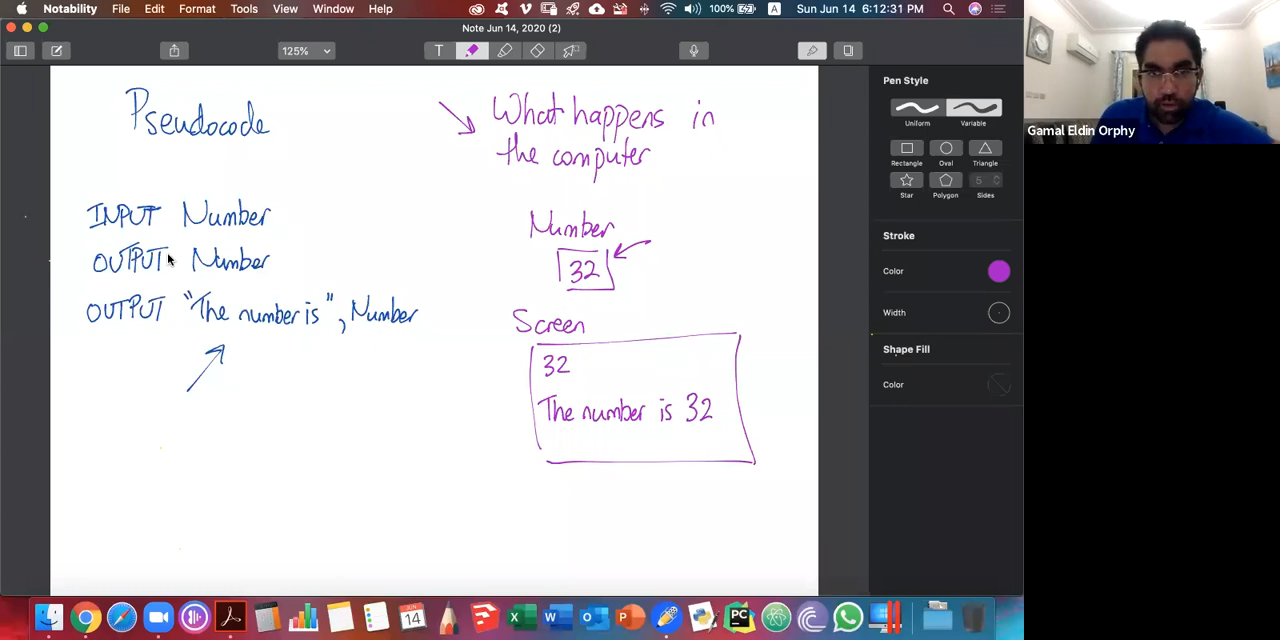 Notability File Edit Format Tools View Window Help 100% A Sun Jun 14 6:12:31 PM
Note Jun 14, 2020 (2)
125% T
Pseudocode
INPUT Number
OUTPUT Number
OUTPUT "The number is", Number
What happens in
the computer
Number
32
Screen
32
The number is 32
Pen Style
Uniform Variable
Rectangle Oval Triangle
5
Star Polygon Sides
Stroke
Color
Width
Shape Fill
Color
Gamal Eldin Orphy
14 X W P PC